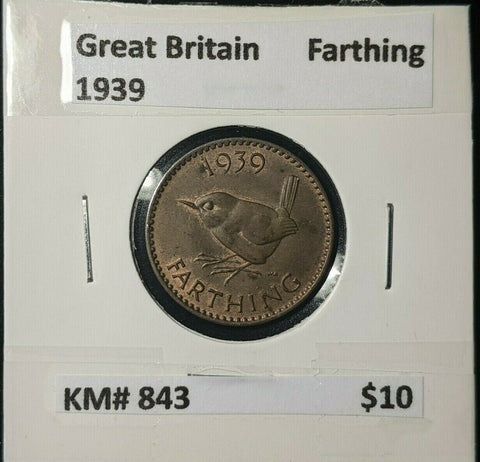 Great Britain Farthing
1939
1939
FARTHING
KM# 843 $10